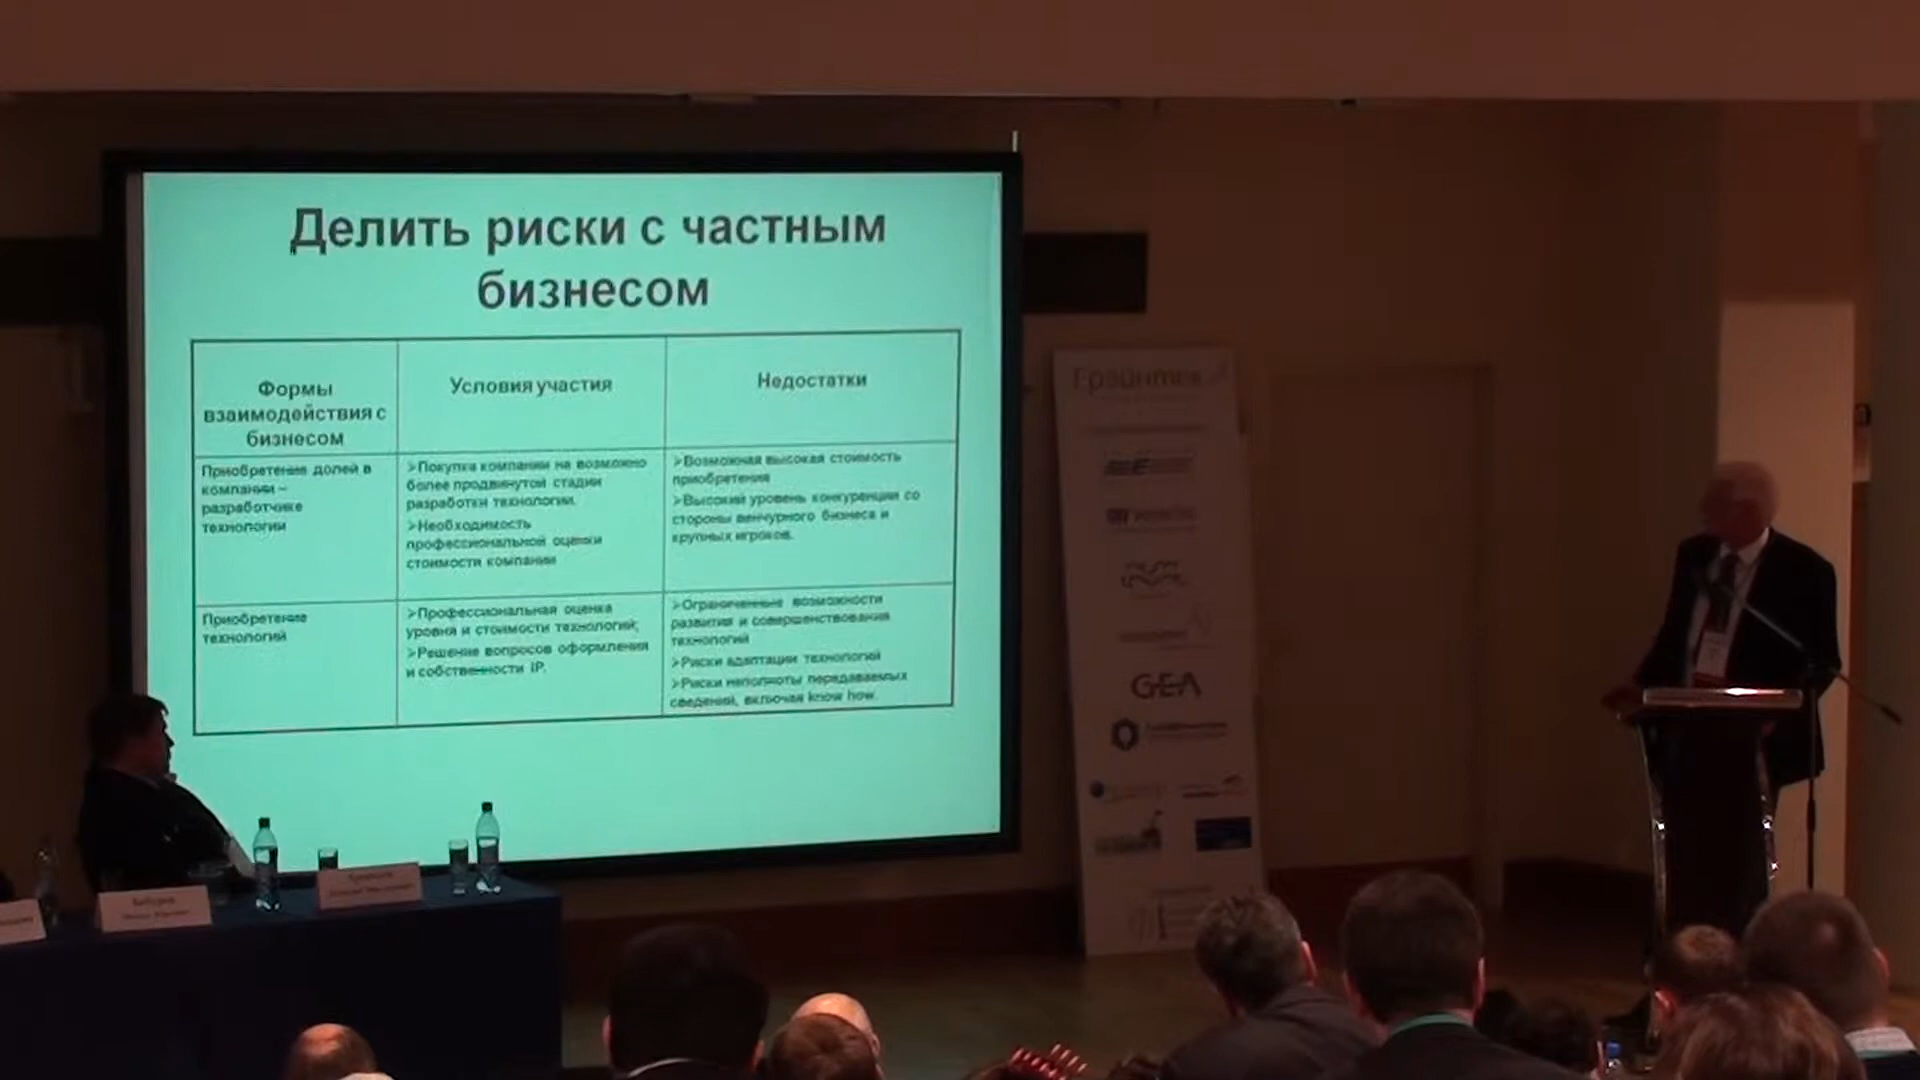 Делить риски с частным
бизнесом
Формы
взаимодействия с
бизнесом
Условия участия
Недостатки
Приобретение долей в
компании –
разработчике
технологии
➢Покупка компании на возможно
более продвинутой стадии
разработки технологии.
➢Необходимость
профессиональной оценки
стоимости компании
➢Возможная высокая стоимость
приобретения
➢Высокий уровень конкуренции со
стороны венчурного бизнеса и
крупных игроков.
Приобретение
технологий
➢Профессиональная оценка
уровня и стоимости технологий;
➢Решение вопросов оформления
и собственности IP.
➢Ограниченные возможности
развития и совершенствования
технологий
➢Риски адаптации технологий
➢Риски неполноты передаваемых
сведений, включая know how.
Грэйнтек
GEA